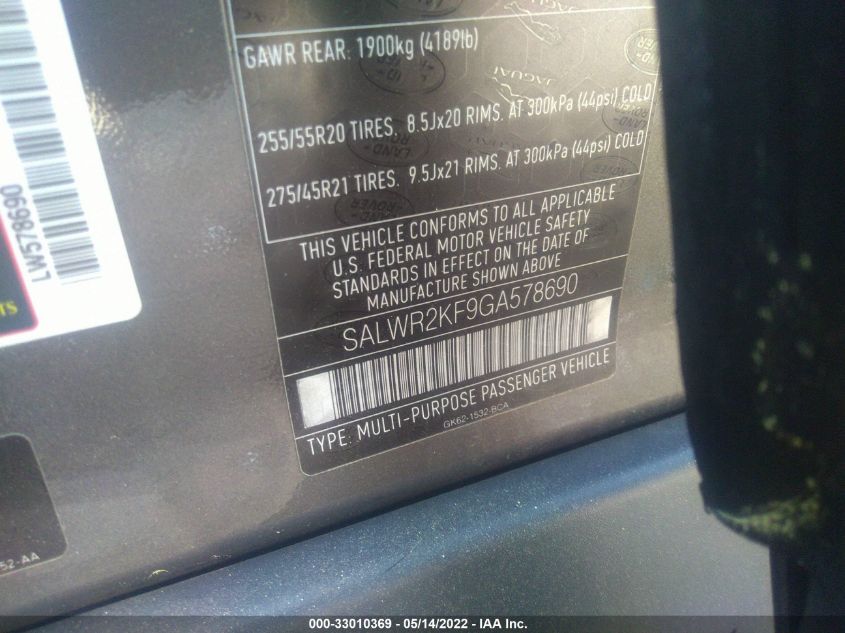 GAWR REAR: 1900kg (4189lb)
255/55R20 TIRES, 8.5Jx20 RIMS. AT 300kPa (44psi) COLD
275/45R21 TIRES, 9.5Jx21 RIMS. AT 300kPa (44psi) COLD
THIS VEHICLE CONFORMS TO ALL APPLICABLE
U.S. FEDERAL MOTOR VEHICLE SAFETY
STANDARDS IN EFFECT ON THE DATE OF
MANUFACTURE SHOWN ABOVE
SALWR2KF9GA578690
TYPE: MULTI-PURPOSE PASSENGER VEHICLE
GK62-1532-BCA
52-AA
000-33010369 - 05/14/2022 - IAA Inc.